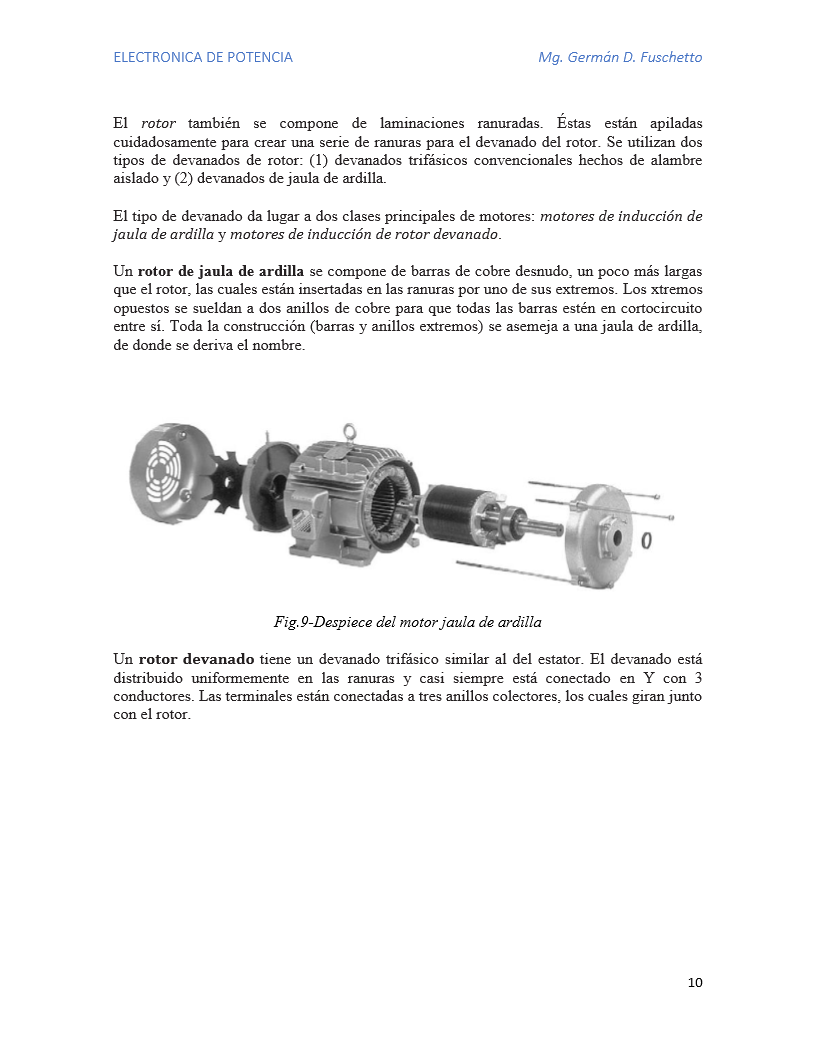 ELECTRONICA DE POTENCIA Mg. Germán D. Fuschetto
El rotor también se compone de laminaciones ranuradas. Éstas están apiladas
cuidadosamente para crear una serie de ranuras para el devanado del rotor. Se utilizan dos
tipos de devanados de rotor: (1) devanados trifásicos convencionales hechos de alambre
aislado y (2) devanados de jaula de ardilla.
El tipo de devanado da lugar a dos clases principales de motores: motores de inducción de
jaula de ardilla y motores de inducción de rotor devanado.
Un rotor de jaula de ardilla se compone de barras de cobre desnudo, un poco más largas
que el rotor, las cuales están insertadas en las ranuras por uno de sus extremos. Los xtremos
opuestos se sueldan a dos anillos de cobre para que todas las barras estén en cortocircuito
entre sí. Toda la construcción (barras y anillos extremos) se asemeja a una jaula de ardilla,
de donde se deriva el nombre.
Fig.9-Despiece del motor jaula de ardilla
Un rotor devanado tiene un devanado trifásico similar al del estator. El devanado está
distribuido uniformemente en las ranuras y casi siempre está conectado en Y con 3
conductores. Las terminales están conectadas a tres anillos colectores, los cuales giran junto
con el rotor.
10